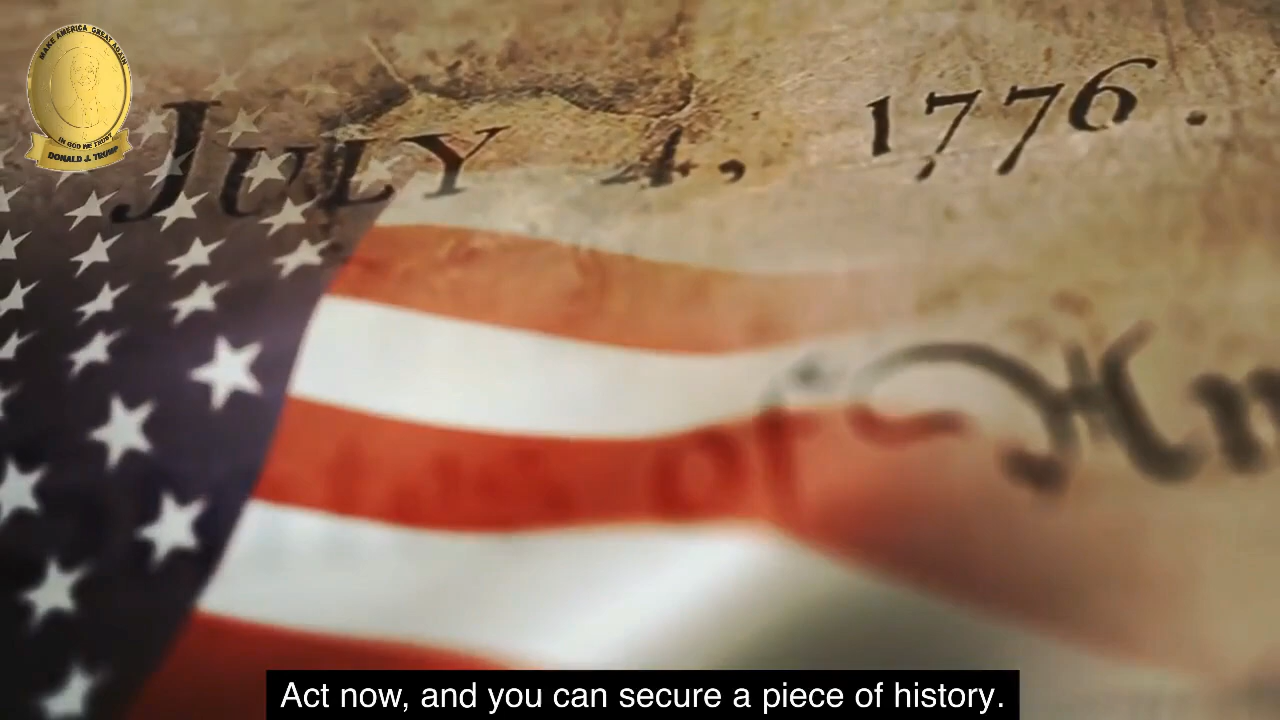 MAKE AMERICA GREAT AGAIN
IN GOD WE TRUST
DONALD J. TRUMP
JULY 4, 1776.
of Am
Act now, and you can secure a piece of history.